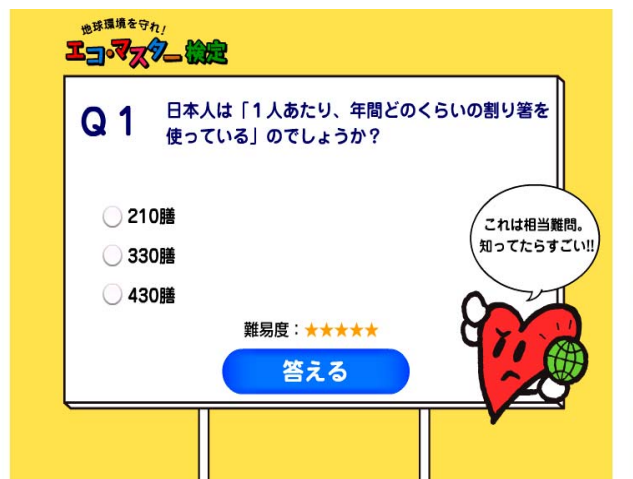 地球環境を守れ!
エコ・マスター検定
Q1
日本人は「1人あたり、年間どのくらいの割り箸を
使っている」のでしょうか?
210膳
330膳
430膳
これは相当難問。
知ってたらすごい!!
難易度：★★★★★
答える